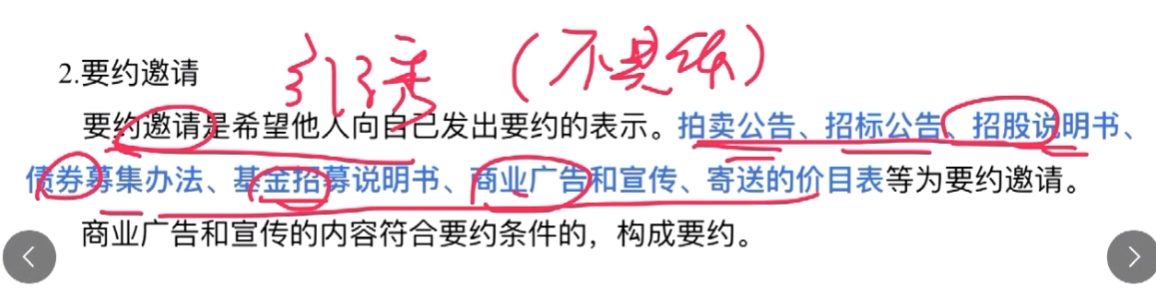 引诱（不具体）
2.要约邀请
要约邀请是希望他人向自己发出要约的表示。拍卖公告、招标公告、招股说明书、
债券募集办法、基金招募说明书、商业广告和宣传、寄送的价目表等为要约邀请。
商业广告和宣传的内容符合要约条件的，构成要约。